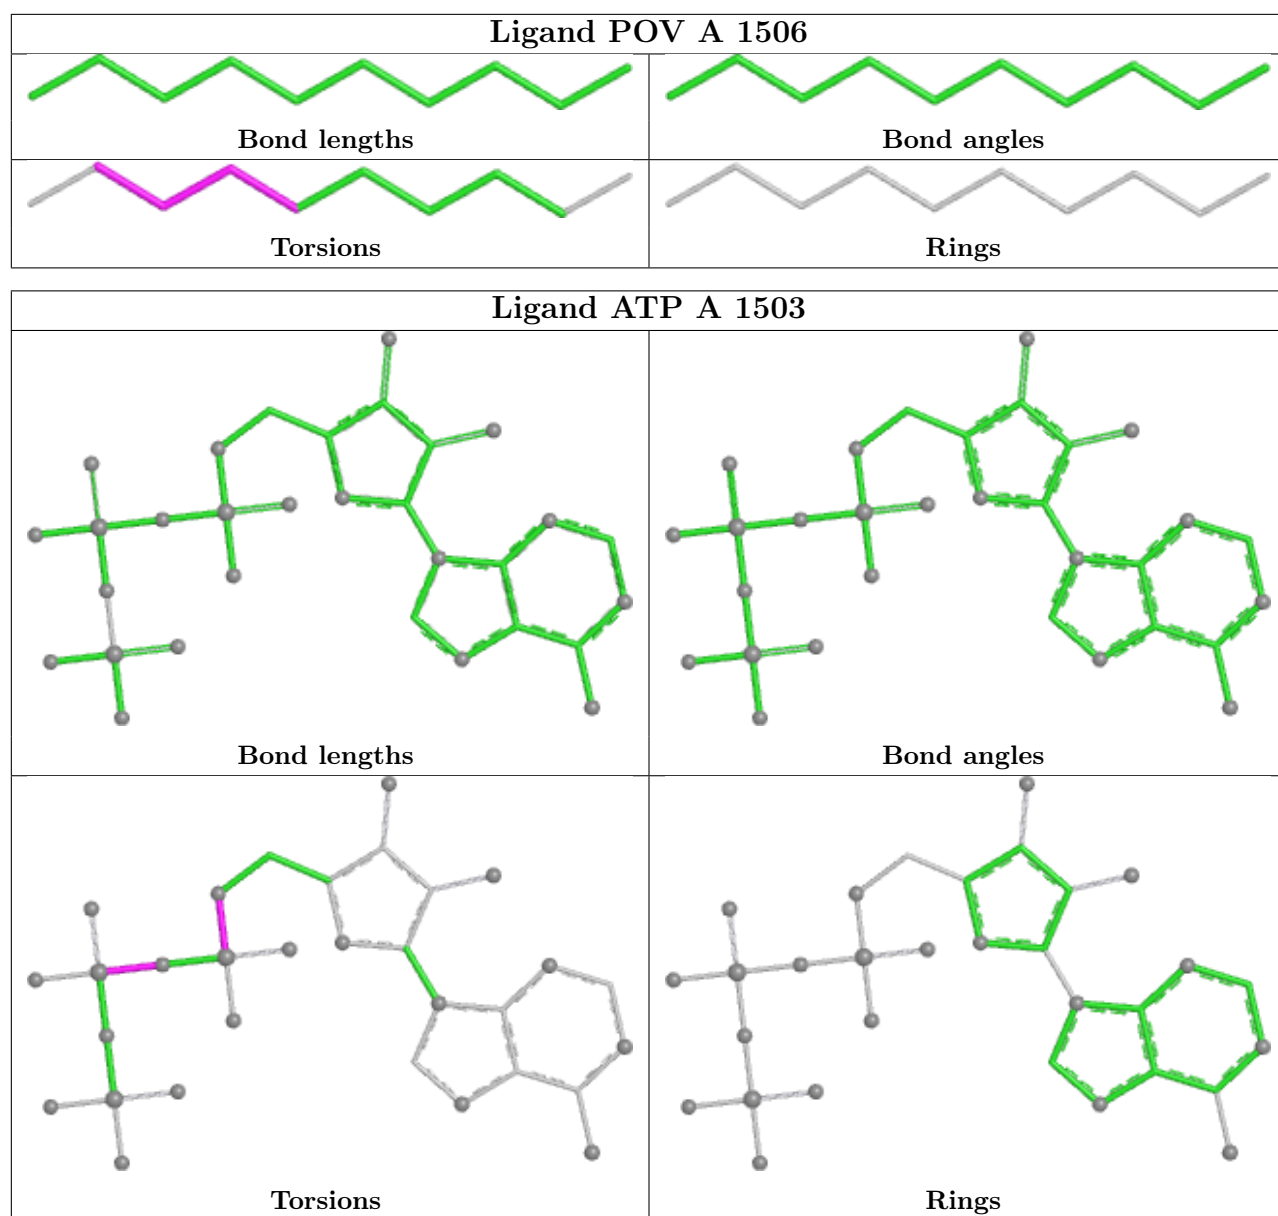 Ligand POV A 1506
Bond lengths
Bond angles
Torsions
Rings
Ligand ATP A 1503
Bond lengths
Bond angles
Torsions
Rings